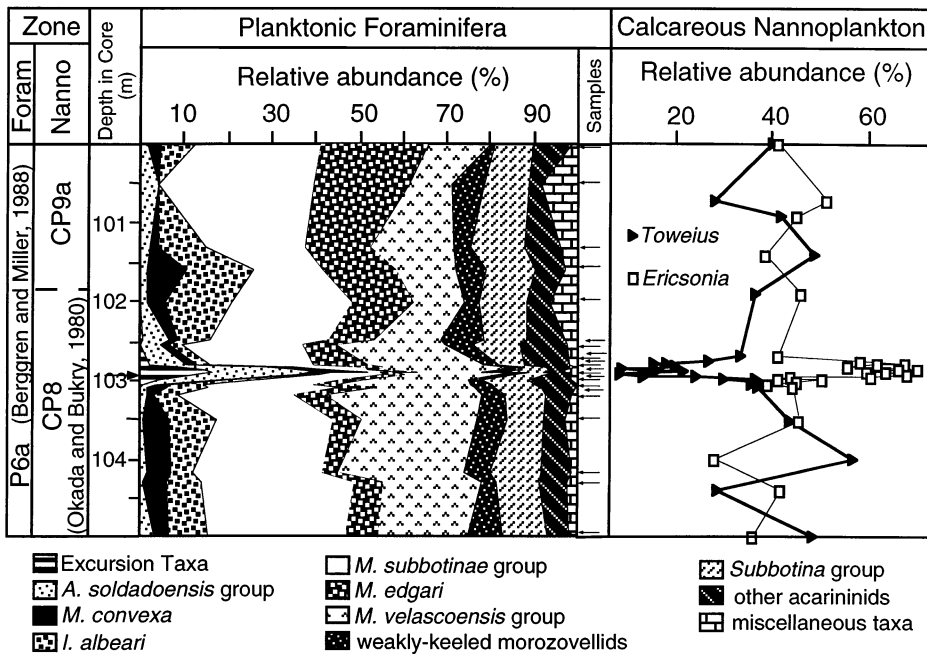 Zone
Planktonic Foraminifera
Calcareous Nannoplankton
Foram
Nanno
Depth in Core
(m)
Relative abundance (%)
Samples
Relative abundance (%)
10 30 40 50 60 70 80 90
20 40 60
P6a (Berggren and Miller, 1988)
CP9a
CP8
(Okada and Bukry, 1980)
101
102
103
104
Toweius
Ericsonia
Excursion Taxa
A. soldadoensis group
M. convexa
I. albeari
M. subbotinae group
M. edgari
M. velascoensis group
weakly-keeled morozovellids
Subbotina group
other acarininids
miscellaneous taxa